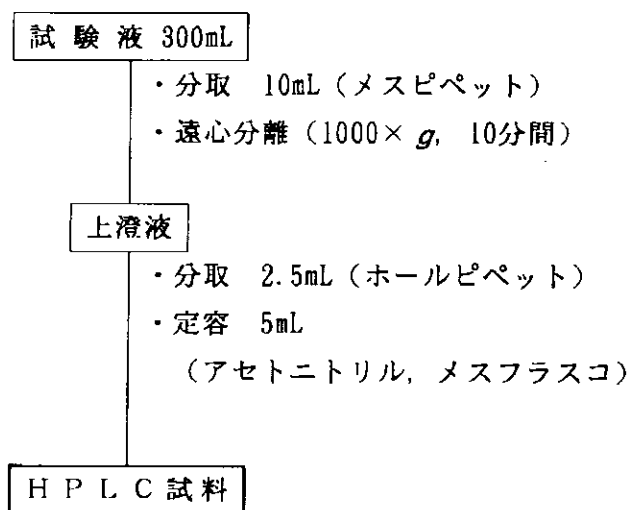 試 験 液 300mL
・分取 10mL（メスピペット）
・遠心分離（1000× g, 10分間）
上澄液
・分取 2.5mL（ホールピペット）
・定容 5mL
（アセトニトリル, メスフラスコ）
H P L C 試料